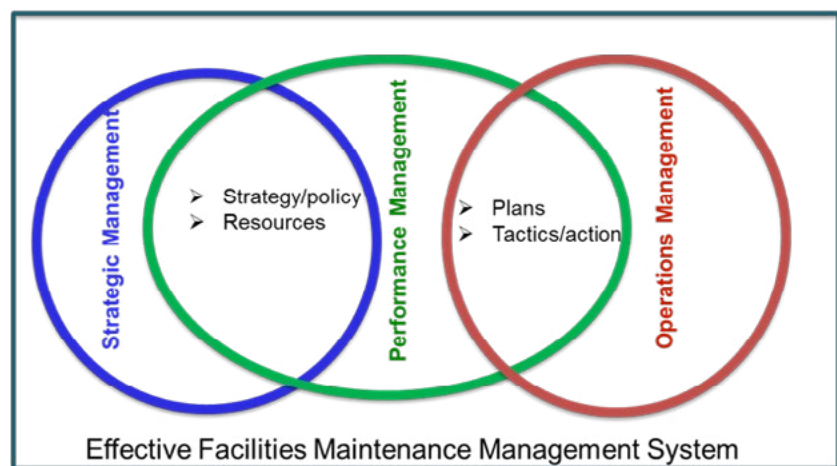 Strategic Management
➢ Strategy/policy
➢ Resources
Performance Management
➢ Plans
➢ Tactics/action
Operations Management
Effective Facilities Maintenance Management System